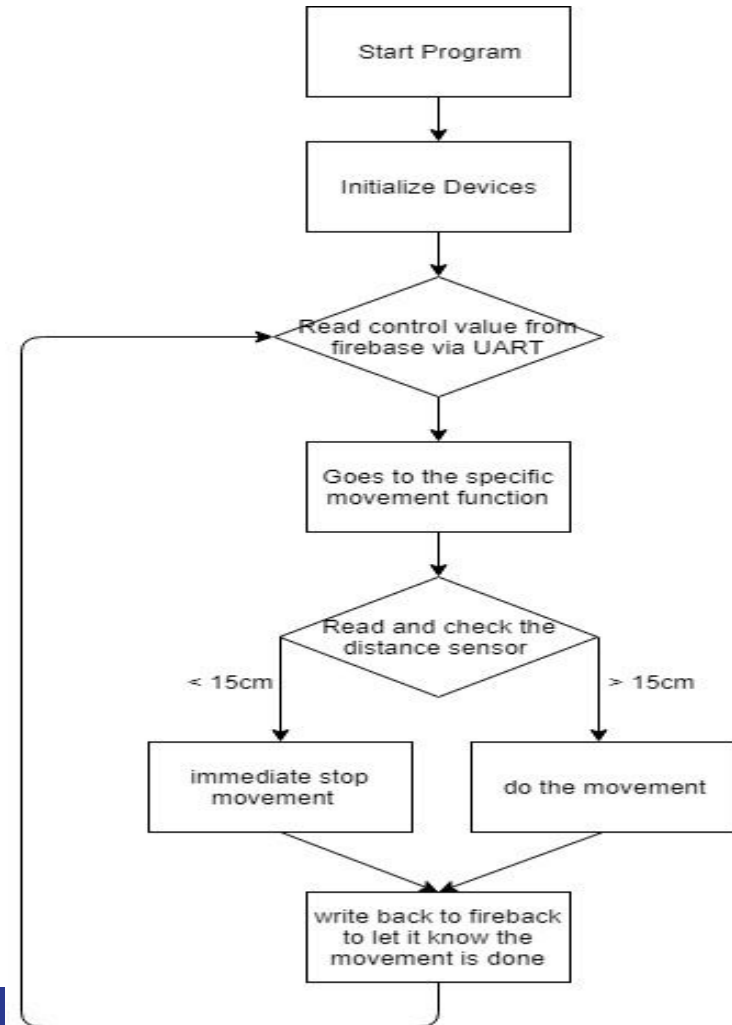 Start Program
Initialize Devices
Read control value from
firebase via UART
Goes to the specific
movement function
Read and check the
distance sensor
< 15cm
> 15cm
immediate stop
movement
do the movement
write back to fireback
to let it know the
movement is done